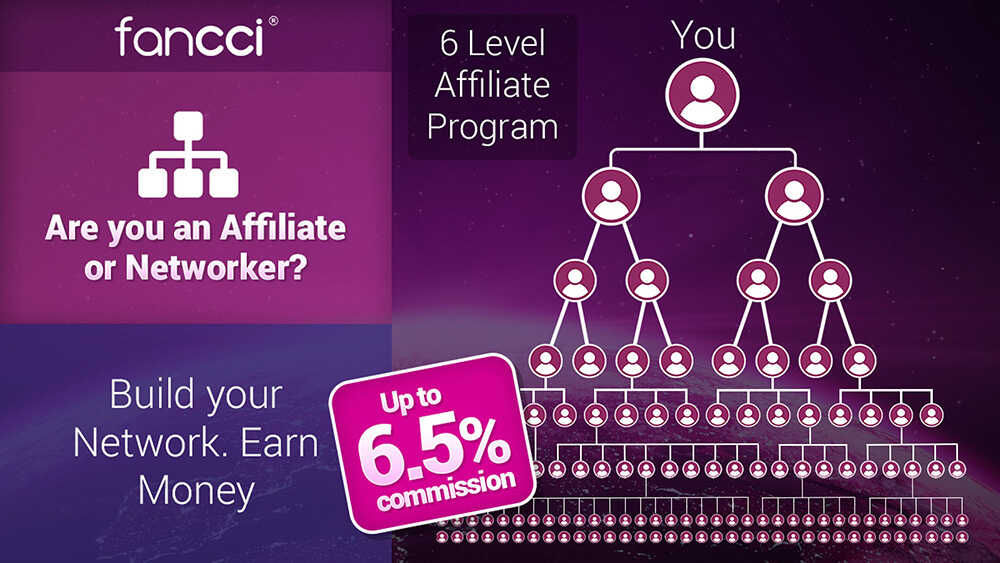 fancci®
Are you an Affiliate
or Networker?
Build your
Network. Earn
Money
Up to
6.5%
commission
6 Level
Affiliate
Program
You